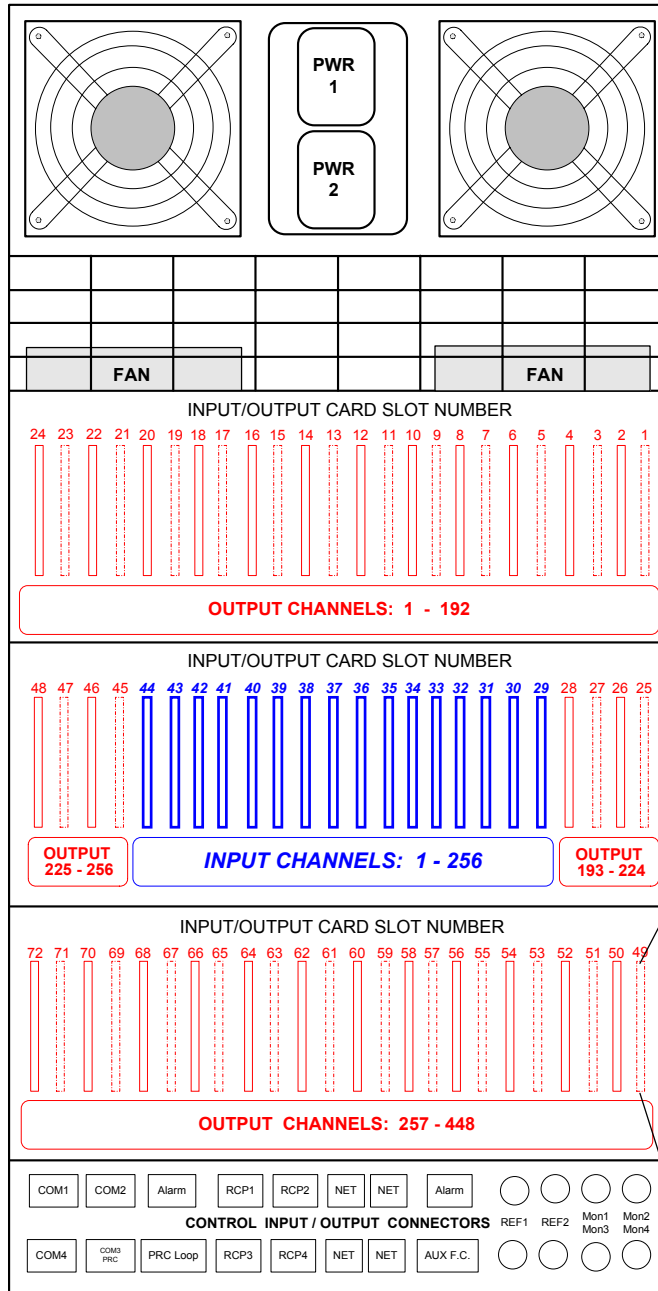 PWR
1
PWR
2
FAN FAN
INPUT/OUTPUT CARD SLOT NUMBER
24 23 22 21 20 19 18 17 16 15 14 13 12 11 10 9 8 7 6 5 4 3 2 1
OUTPUT CHANNELS: 1 - 192
INPUT/OUTPUT CARD SLOT NUMBER
48 47 46 45 44 43 42 41 40 39 38 37 36 35 34 33 32 31 30 29 28 27 26 25
OUTPUT
225 - 256
INPUT CHANNELS: 1 - 256
OUTPUT
193 - 224
INPUT/OUTPUT CARD SLOT NUMBER
72 71 70 69 68 67 66 65 64 63 62 61 60 59 58 57 56 55 54 53 52 51 50 49
OUTPUT CHANNELS: 257 - 448
COM1 COM2 Alarm RCP1 RCP2 NET NET Alarm
CONTROL INPUT / OUTPUT CONNECTORS
REF1 REF2
Mon1
Mon3
Mon2
Mon4
COM4
COM3
PRC
PRC Loop RCP3 RCP4 NET NET AUX F.C.